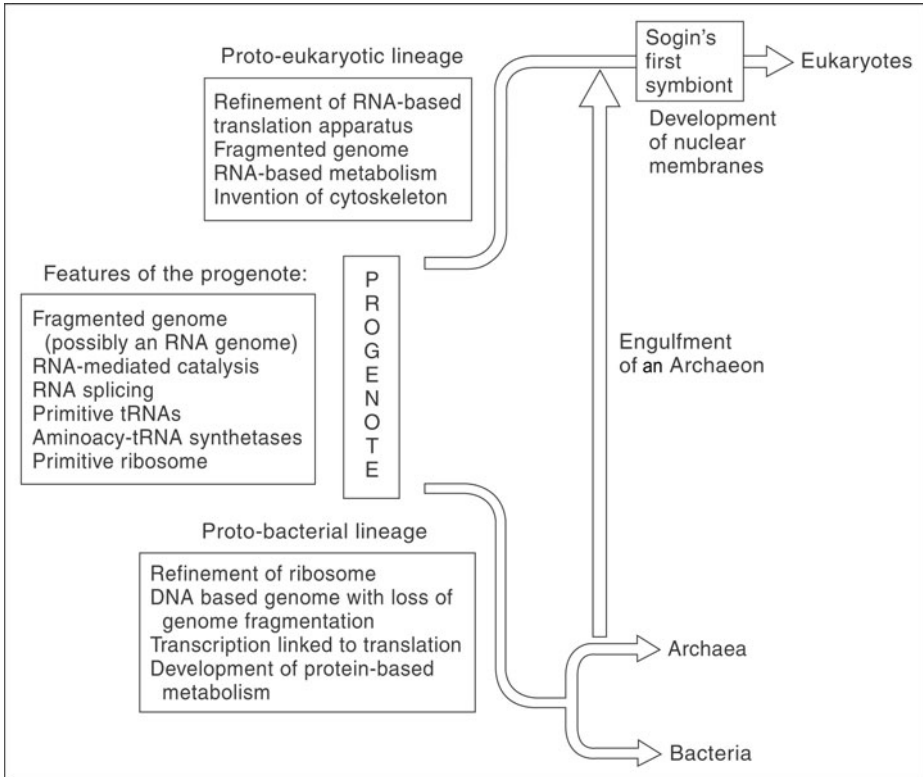 Proto-eukaryotic lineage
Refinement of RNA-based
translation apparatus
Fragmented genome
RNA-based metabolism
Invention of cytoskeleton
Sogin's
first
symbiont
Eukaryotes
Development
of nuclear
membranes
Features of the progenote:
Fragmented genome
(possibly an RNA genome)
RNA-mediated catalysis
RNA splicing
Primitive tRNAs
Aminoacy-tRNA synthetases
Primitive ribosome
P
R
O
G
E
N
O
T
E
Engulfment
of an Archaeon
Proto-bacterial lineage
Refinement of ribosome
DNA based genome with loss of
genome fragmentation
Transcription linked to translation
Development of protein-based
metabolism
Archaea
Bacteria